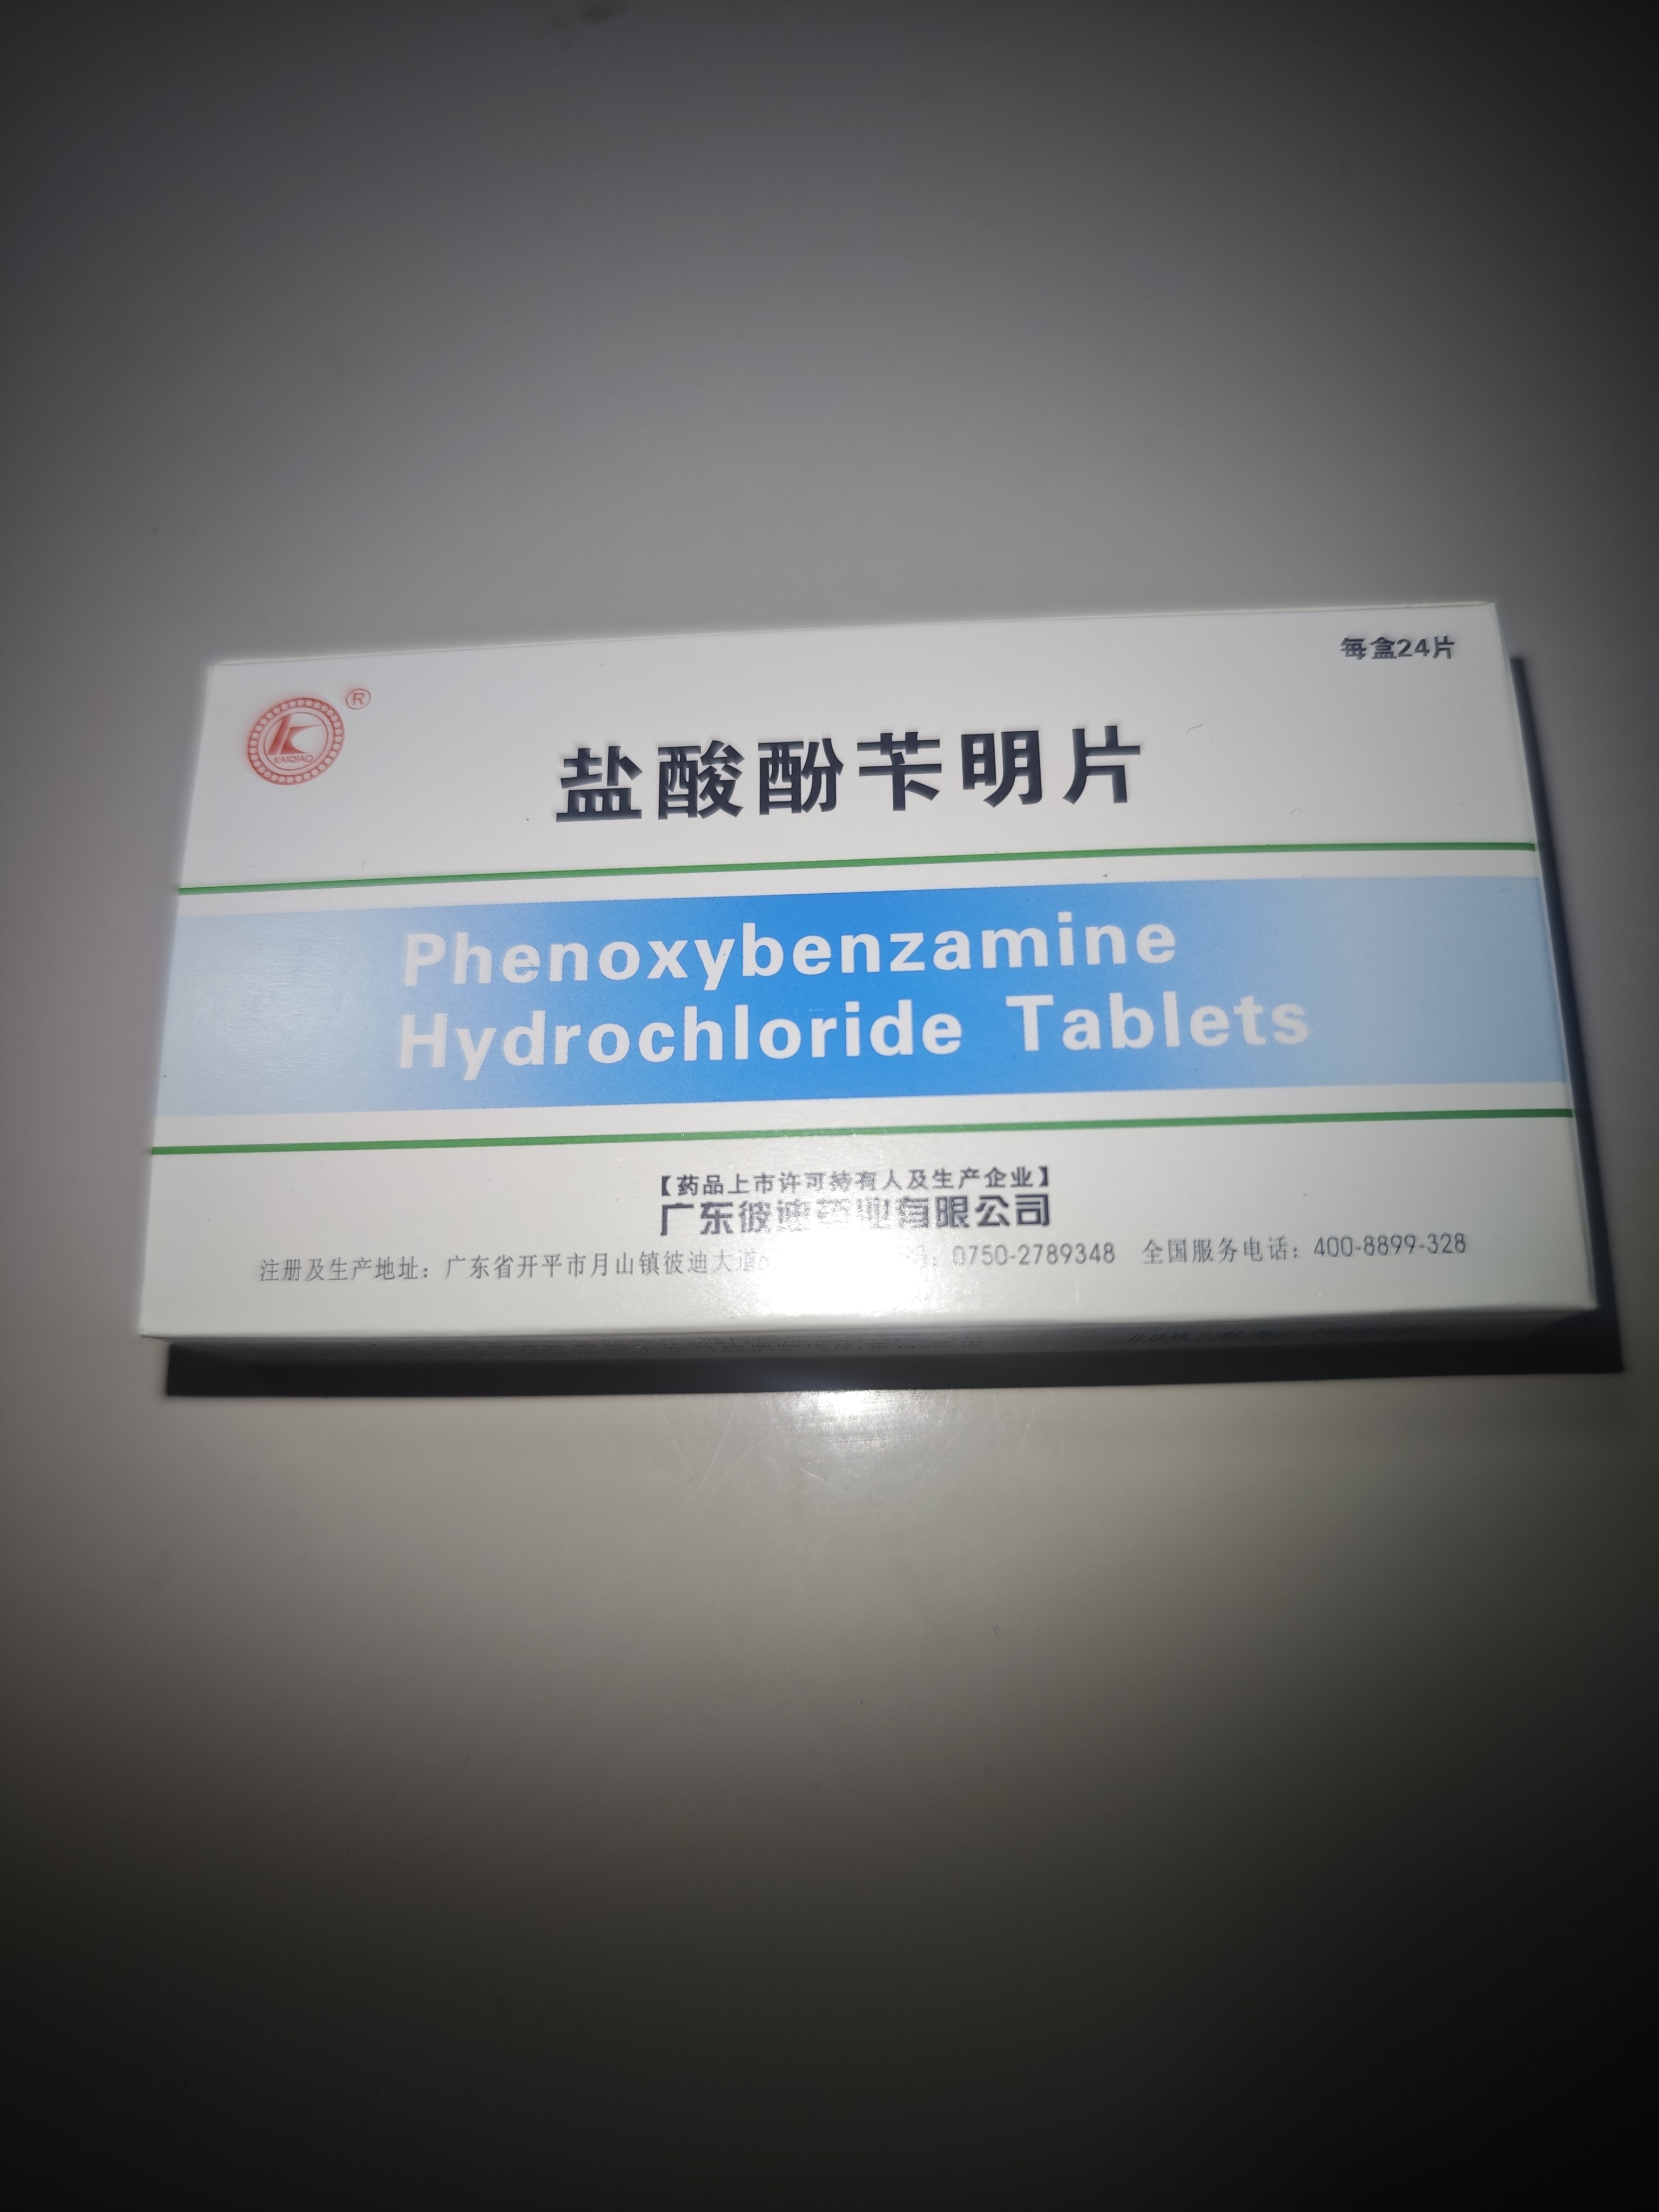 每盒24片
KAIQIAO
®
盐酸酚苄明片
Phenoxybenzamine
Hydrochloride Tablets
【药品上市许可持有人及生产企业】
广东彼迪药业有限公司
注册及生产地址：广东省开平市月山镇彼迪大道 0750-2789348 全国服务电话：400-8899-328